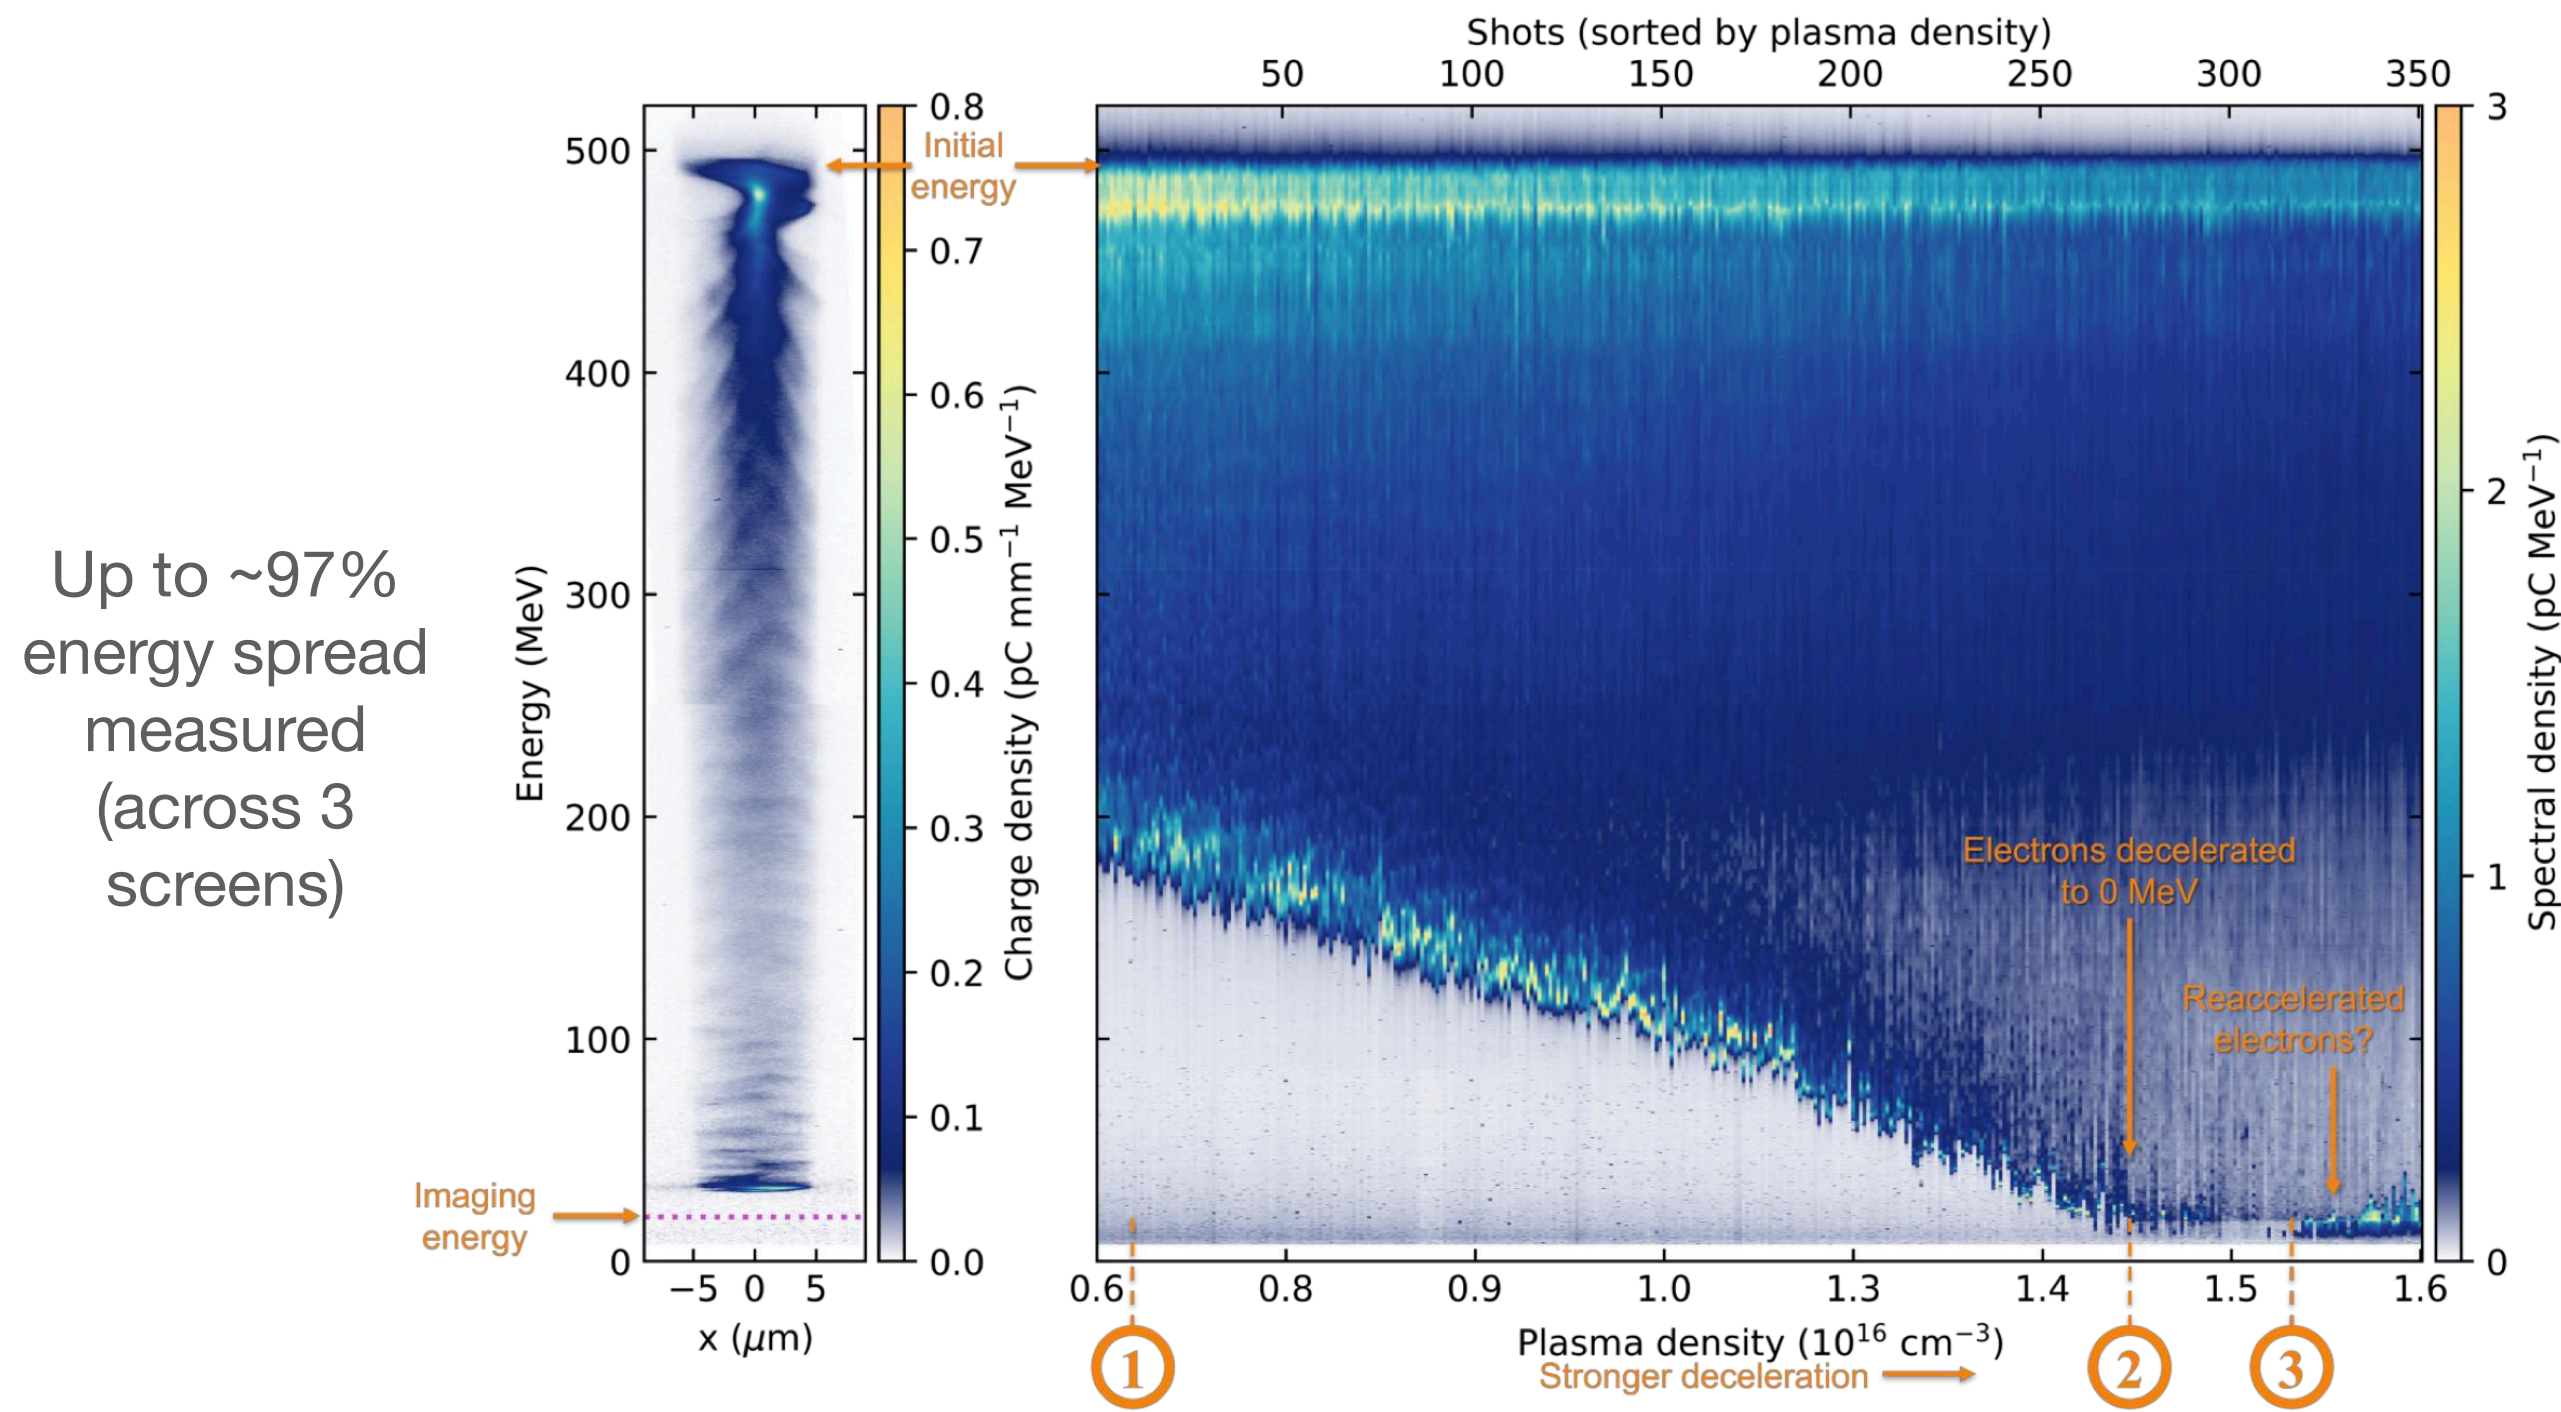 Shots (sorted by plasma density)
50 100 150 200 250 300 350
Up to ~97%
energy spread
measured
(across 3
screens)
Energy (MeV)
500
400
300
200
100
0
−5 0 5
x (μm)
Imaging
energy
Initial
energy
0.8
0.7
0.6
0.5
0.4
0.3
0.2
0.1
0.0
Charge density (pC mm⁻¹ MeV⁻¹)
Electrons decelerated
to 0 MeV
Reaccelerated
electrons?
3
2
1
0
Spectral density (pC MeV⁻¹)
0.6 0.8 0.9 1.0 1.3 1.4 1.5 1.6
Plasma density (10¹⁶ cm⁻³)
Stronger deceleration
1 2 3